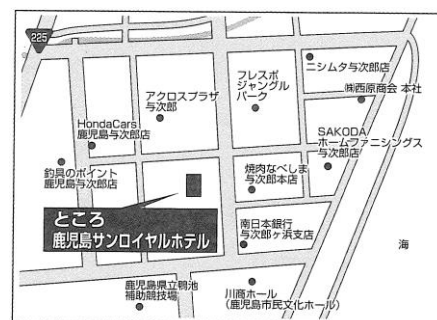 225
ニシムタ与次郎店
フレスポ
ジャングル
パーク
アクロスプラザ
与次郎
㈱西原商会 本社
HondaCars
鹿児島与次郎店
SAKODA
ホームファニシングス
与次郎店
釣具のポイント
鹿児島与次郎店
焼肉なべしま
与次郎本店
ところ
鹿児島サンロイヤルホテル
南日本銀行
与次郎ヶ浜支店
海
鹿児島県立鴨池
補助競技場
川商ホール
(鹿児島市民文化ホール)